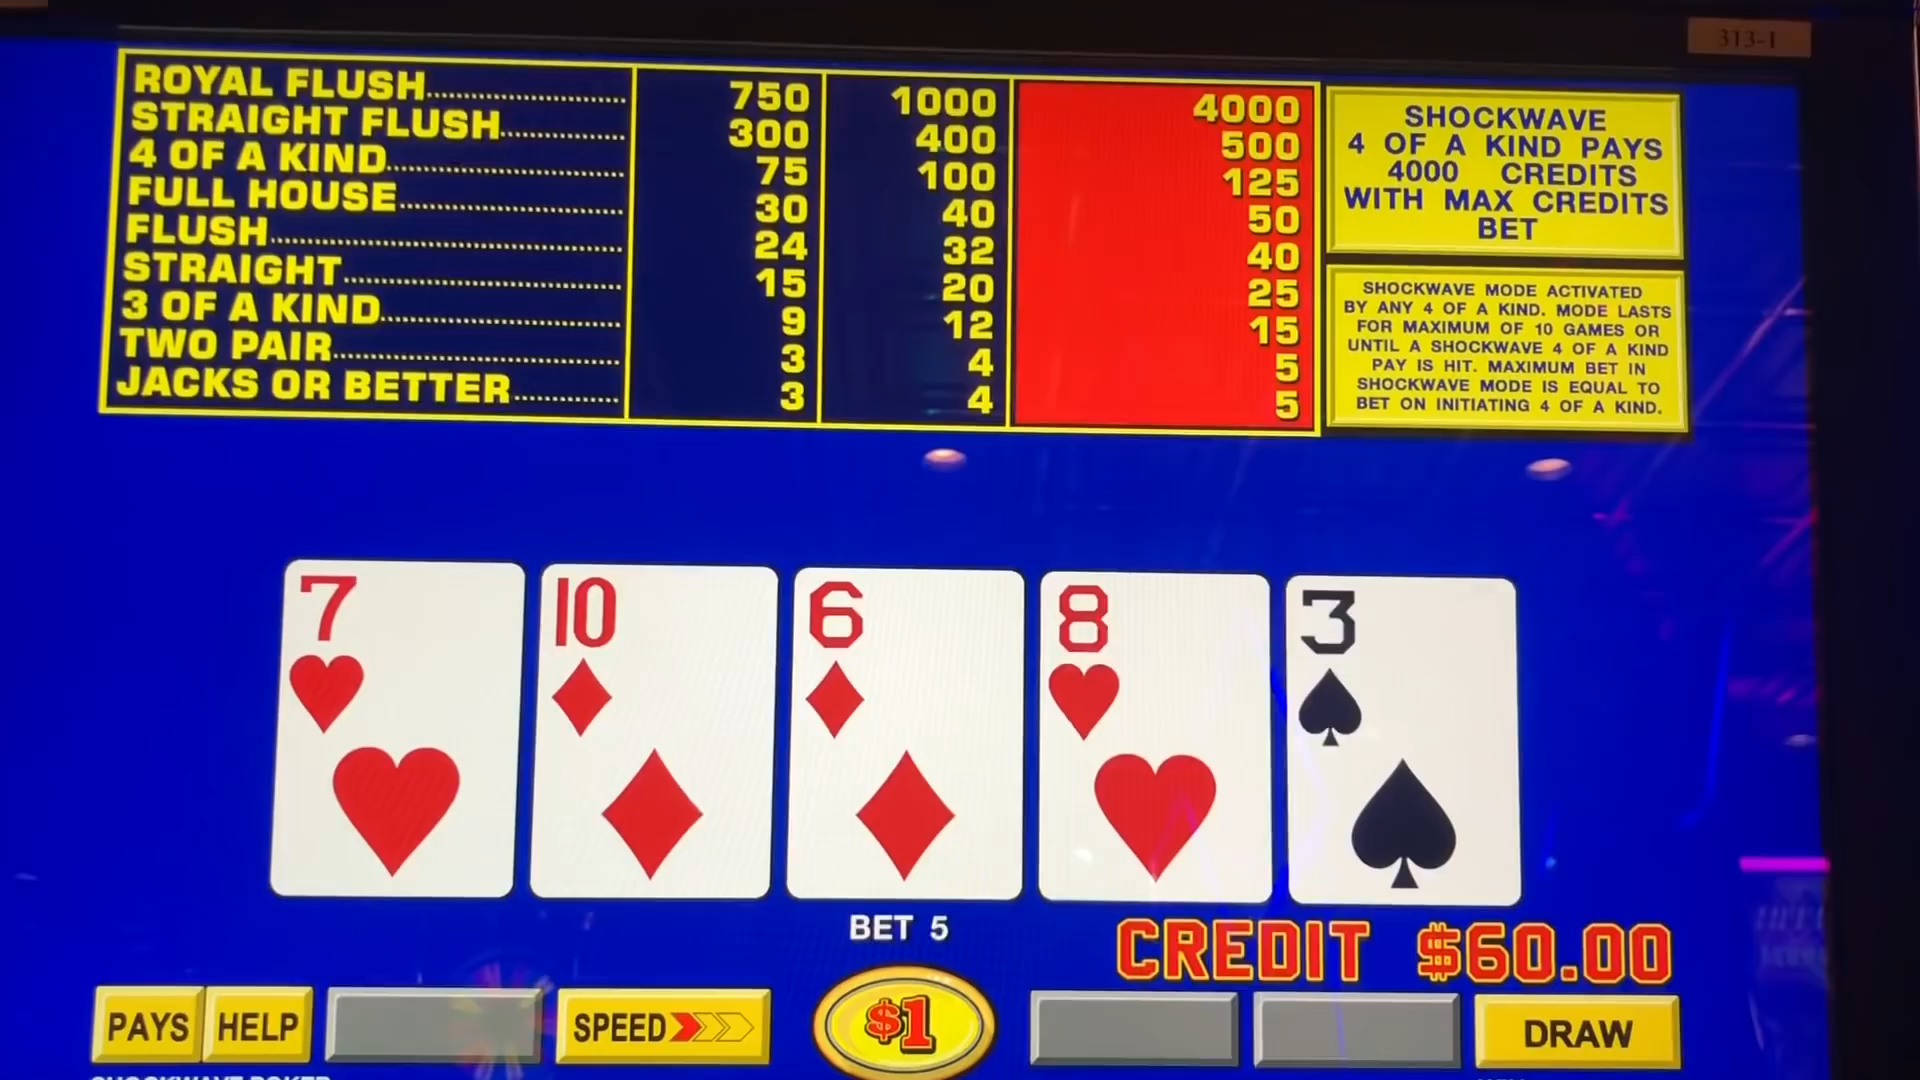 313-1
ROYAL FLUSH 750 1000 4000
STRAIGHT FLUSH 300 400 500
4 OF A KIND 75 100 125
FULL HOUSE 30 40 50
FLUSH 24 32 40
STRAIGHT 15 20 25
3 OF A KIND 9 12 15
TWO PAIR 3 4 5
JACKS OR BETTER 3 4 5
SHOCKWAVE
4 OF A KIND PAYS
4000 CREDITS
WITH MAX CREDITS
BET
SHOCKWAVE MODE ACTIVATED
BY ANY 4 OF A KIND. MODE LASTS
FOR MAXIMUM OF 10 GAMES OR
UNTIL A SHOCKWAVE 4 OF A KIND
PAY IS HIT. MAXIMUM BET IN
SHOCKWAVE MODE IS EQUAL TO
BET ON INITIATING 4 OF A KIND.
7 10 6 8 3
BET 5
CREDIT $60.00
PAYS HELP SPEED $1 DRAW
SHOCKWAVE POKER